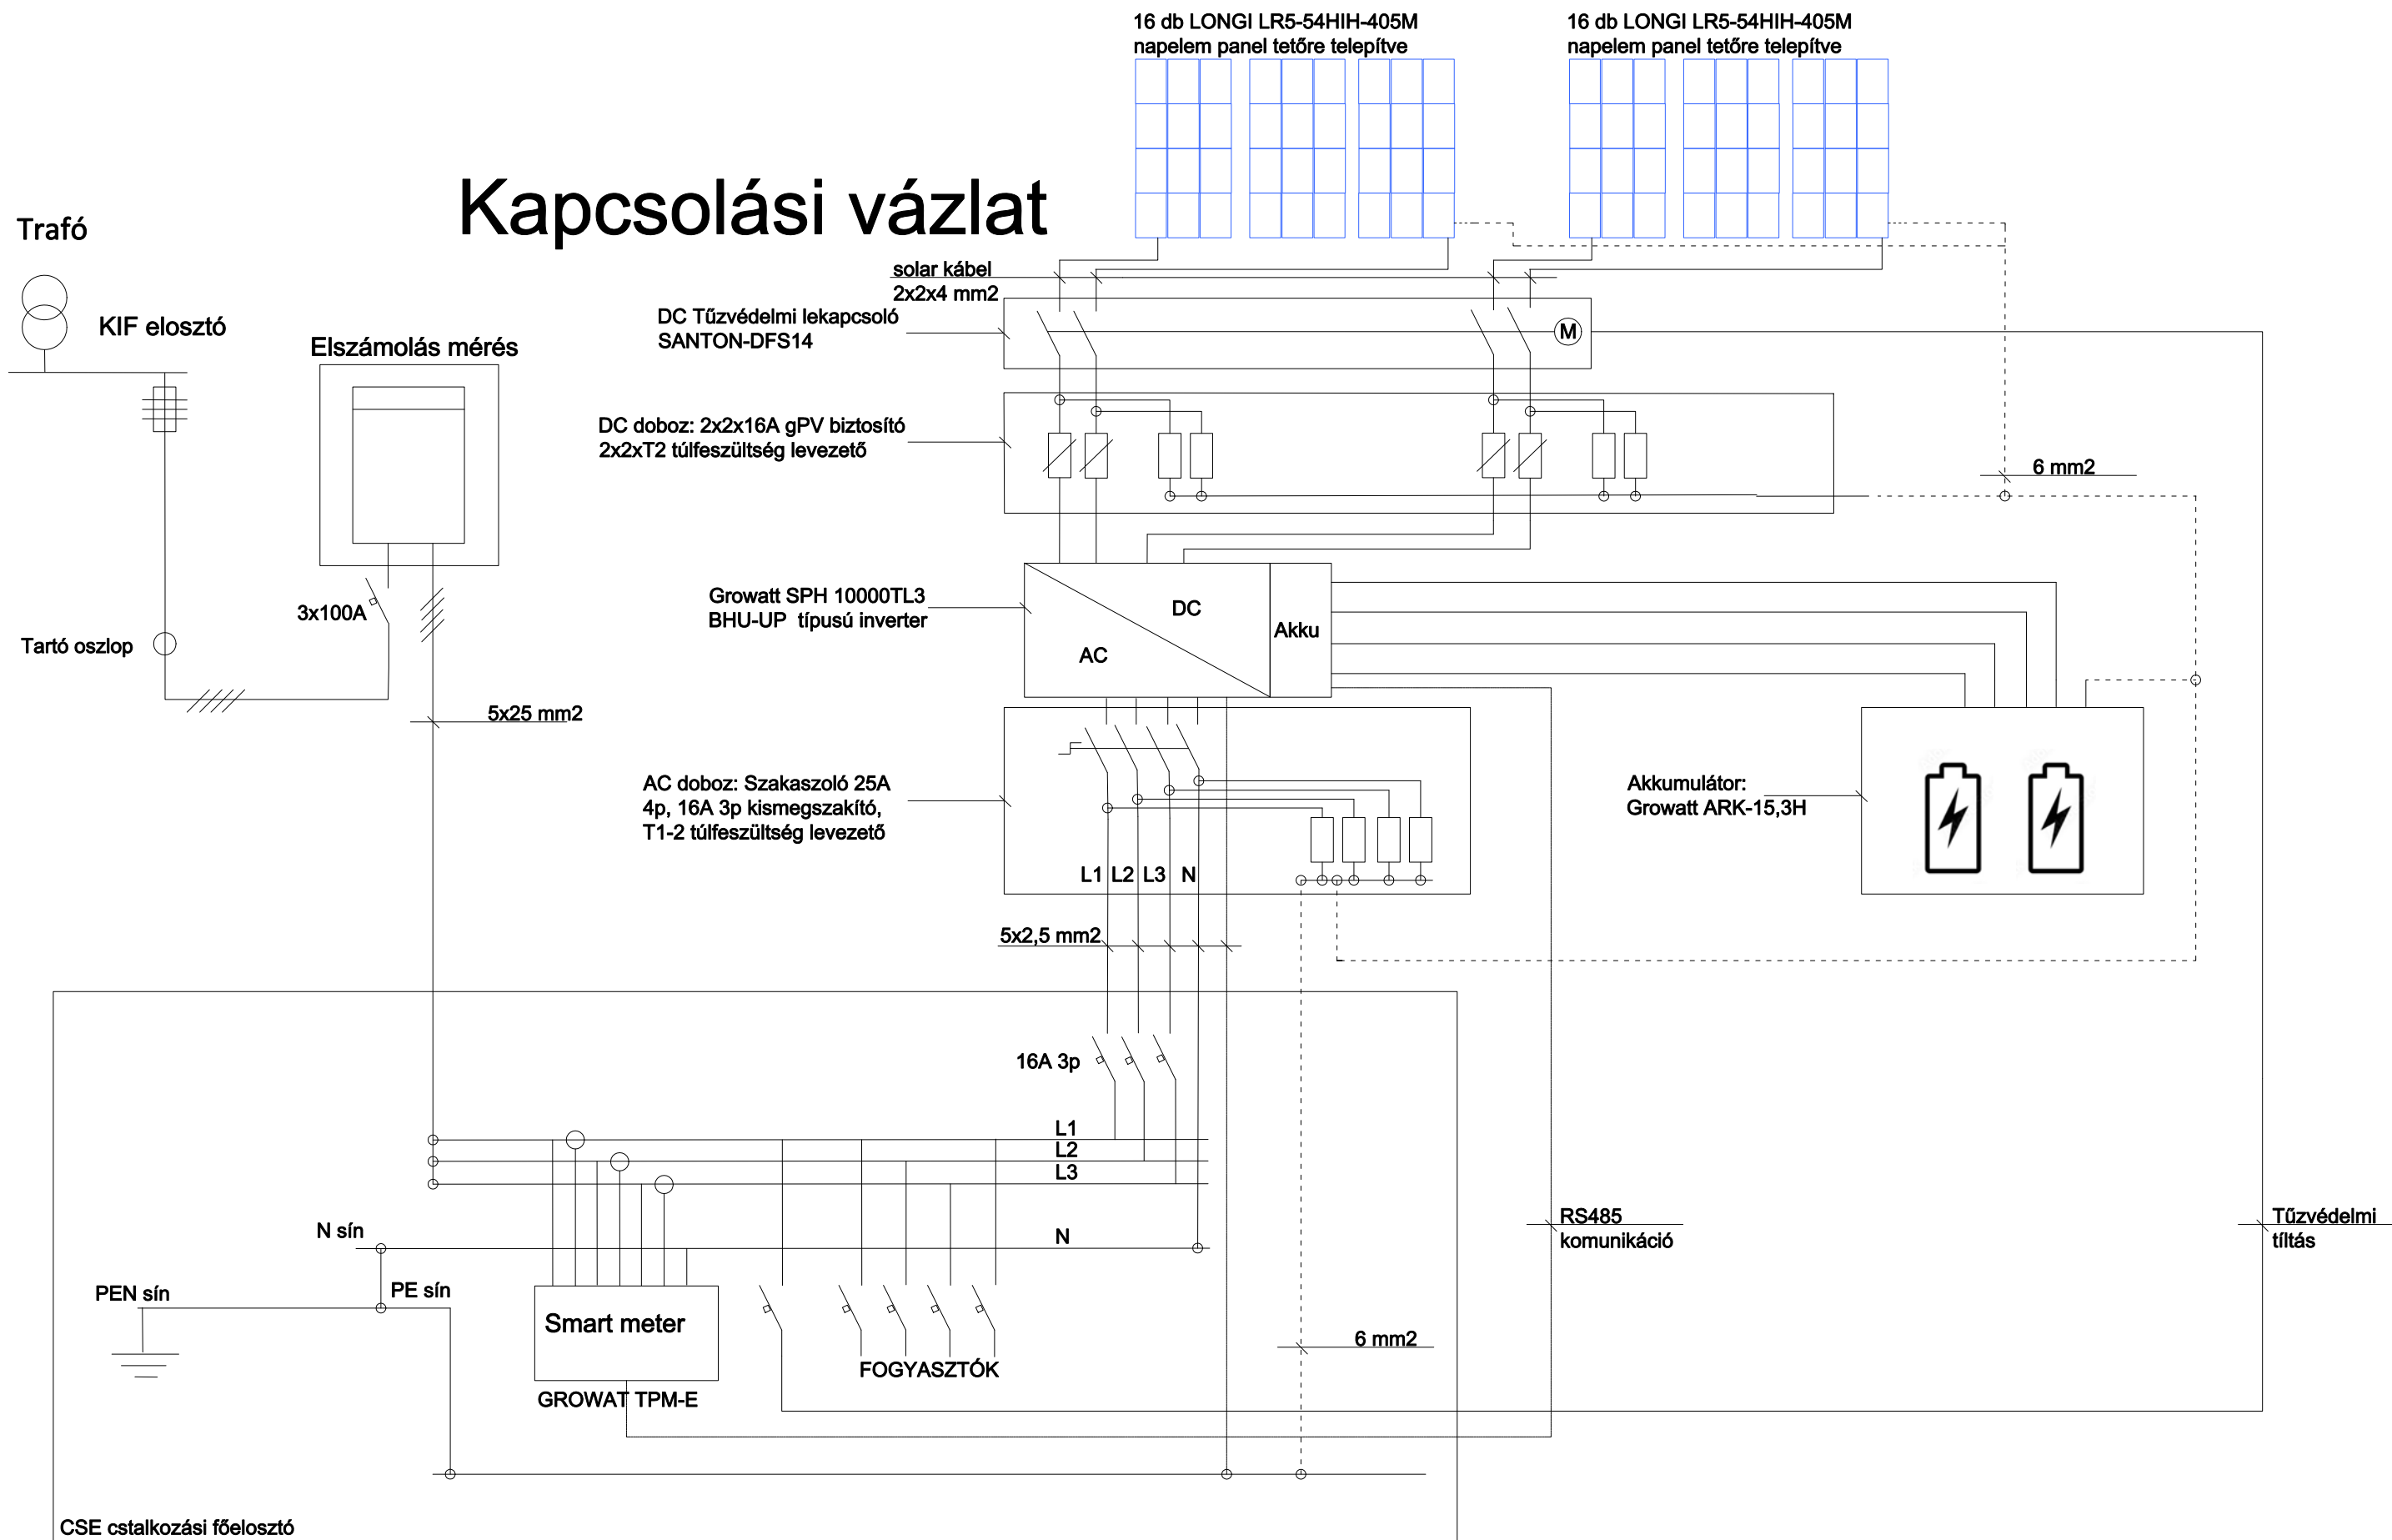 16 db LONGI LR5-54HIH-405M
napelem panel tetőre telepítve
16 db LONGI LR5-54HIH-405M
napelem panel tetőre telepítve
Kapcsolási vázlat
Trafó
KIF elosztó
Elszámolás mérés
solar kábel
2x2x4 mm2
DC Tűzvédelmi lekapcsoló
SANTON-DFS14
M
DC doboz: 2x2x16A gPV biztosító
2x2xT2 túlfeszültség levezető
6 mm2
Growatt SPH 10000TL3
BHU-UP típusú inverter
DC
AC
Akku
3x100A
Tartó oszlop
5x25 mm2
AC doboz: Szakaszoló 25A
4p, 16A 3p kismegszakító,
T1-2 túlfeszültség levezető
L1 L2 L3 N
Akkumulátor:
Growatt ARK-15,3H
5x2,5 mm2
16A 3p
L1
L2
L3
N sín
N
PEN sín
PE sín
Smart meter
GROWAT TPM-E
FOGYASZTÓK
6 mm2
RS485
komunikáció
Tűzvédelmi
tíltás
CSE cstalkozási főelosztó